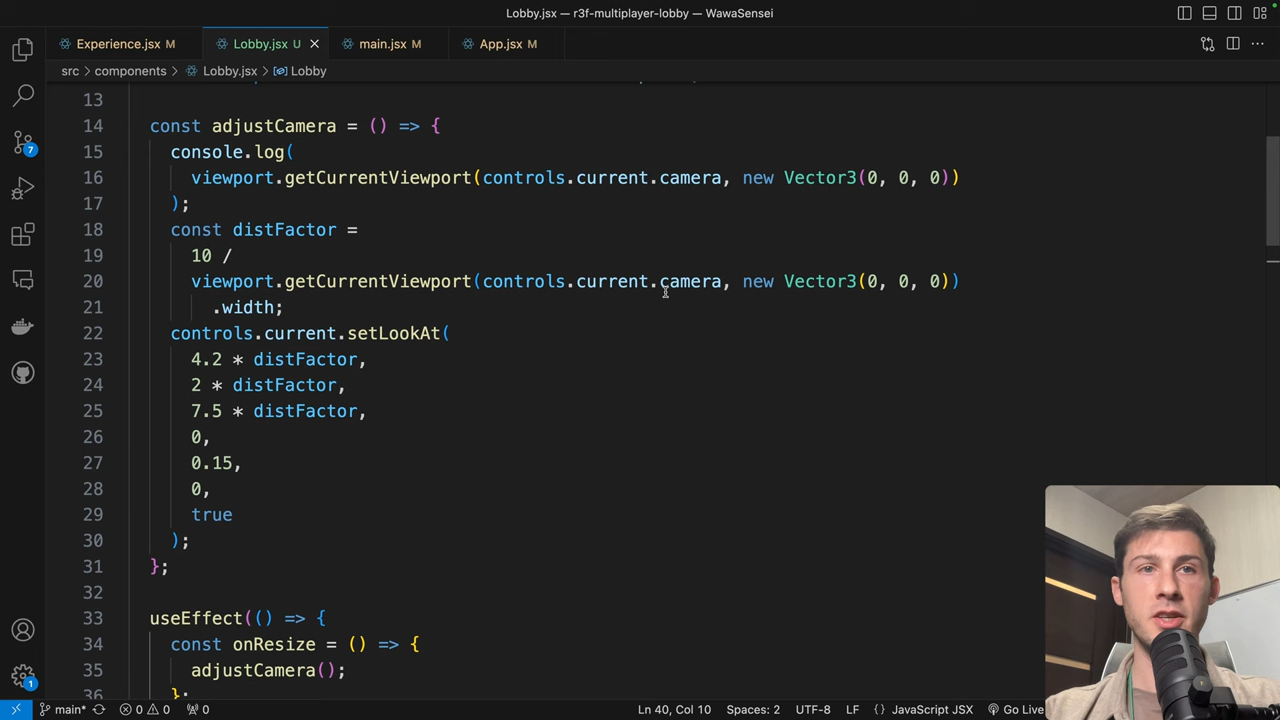 Lobby.jsx — r3f-multiplayer-lobby — WawaSensei
Experience.jsx M
Lobby.jsx U
main.jsx M
App.jsx M
src > components > Lobby.jsx > Lobby
13
14 const adjustCamera = () => {
15 console.log(
16 viewport.getCurrentViewport(controls.current.camera, new Vector3(0, 0, 0))
17 );
18 const distFactor =
19 10 /
20 viewport.getCurrentViewport(controls.current.camera, new Vector3(0, 0, 0))
21 .width;
22 controls.current.setLookAt(
23 4.2 * distFactor,
24 2 * distFactor,
25 7.5 * distFactor,
26 0,
27 0.15,
28 0,
29 true
30 );
31 };
32
33 useEffect(() => {
34 const onResize = () => {
35 adjustCamera();
36 };
7
1
main* 0 0 0 Ln 40, Col 10 Spaces: 2 UTF-8 LF {} JavaScript JSX Go Live